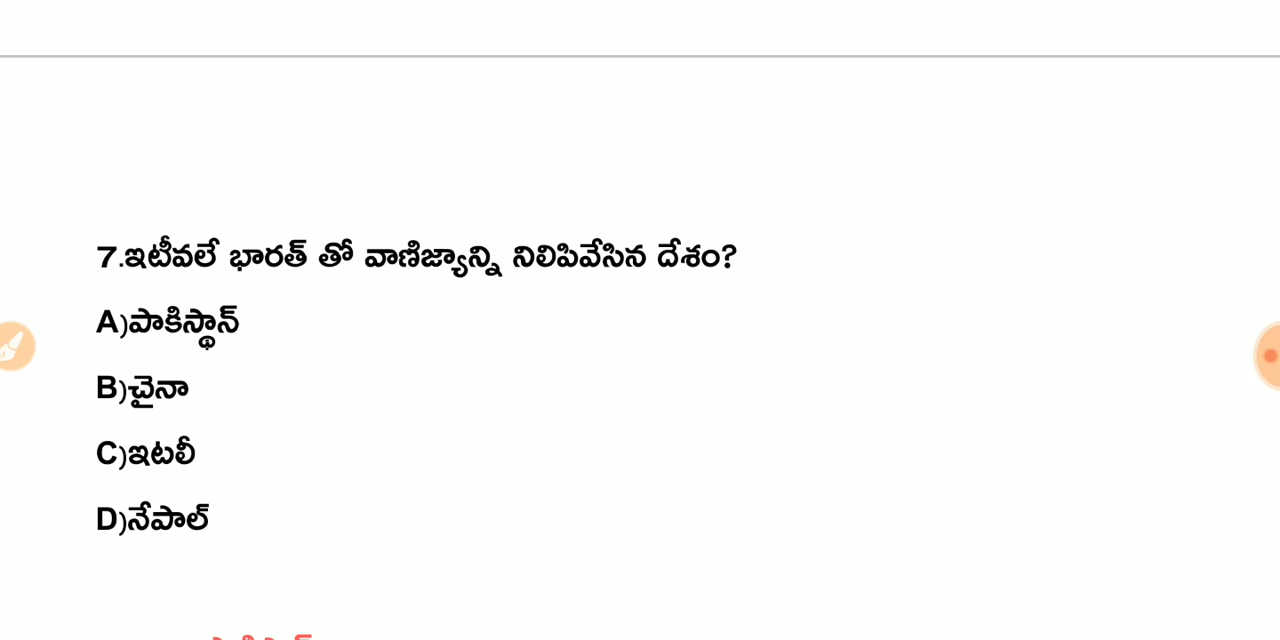 7.ఇటీవలే భారత్ తో వాణిజ్యాన్ని నిలిపివేసిన దేశం?
A)పాకిస్థాన్
B)చైనా
C)ఇటలీ
D)నేపాల్